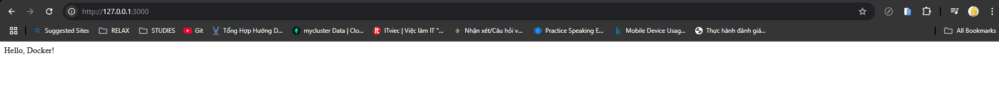 http://127.0.0.1:3000
Suggested Sites RELAX STUDIES Git Tổng Hợp Hướng D... mycluster Data | Clo... ITviec | Việc làm IT "... Nhận xét/Câu hỏi v... Practice Speaking E... Mobile Device Usag... Thực hành đánh giá... All Bookmarks
Hello, Docker!